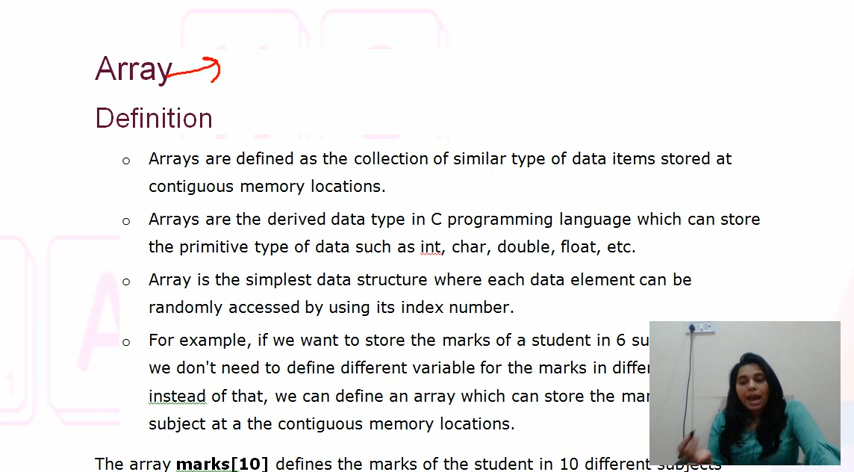 Array
Definition
o Arrays are defined as the collection of similar type of data items stored at
contiguous memory locations.
o Arrays are the derived data type in C programming language which can store
the primitive type of data such as int, char, double, float, etc.
o Array is the simplest data structure where each data element can be
randomly accessed by using its index number.
o For example, if we want to store the marks of a student in 6
we don't need to define different variable for the marks in
instead of that, we can define an array which can store the
subject at a the contiguous memory locations.
The array marks[10] defines the marks of the student in 10 different subjects